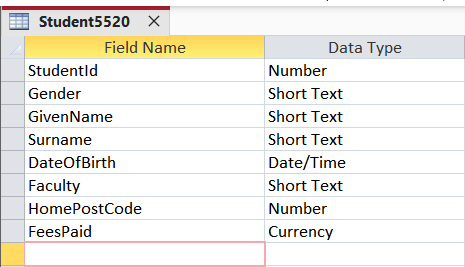 Student5520
Field Name Data Type
StudentId Number
Gender Short Text
GivenName Short Text
Surname Short Text
DateOfBirth Date/Time
Faculty Short Text
HomePostCode Number
FeesPaid Currency